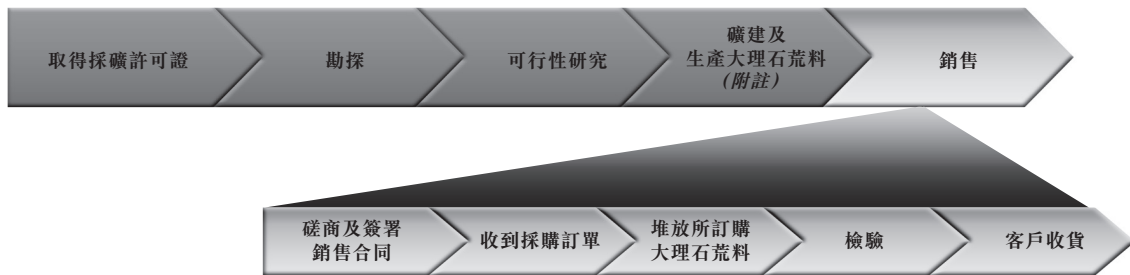 取得採礦許可證
勘探
可行性研究
礦建及
生產大理石荒料
(附註)
銷售
磋商及簽署
銷售合同
收到採購訂單
堆放所訂購
大理石荒料
檢驗
客戶收貨